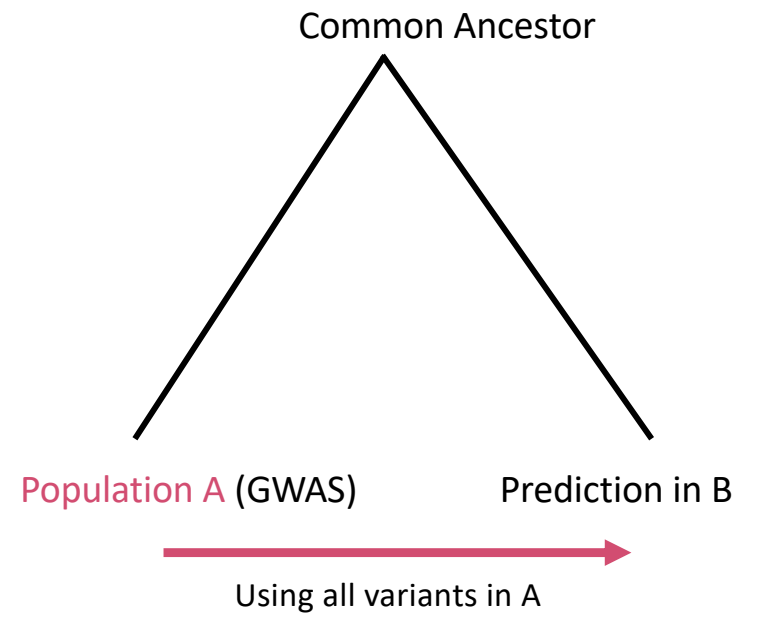 Common Ancestor
Population A (GWAS)
Prediction in B
Using all variants in A